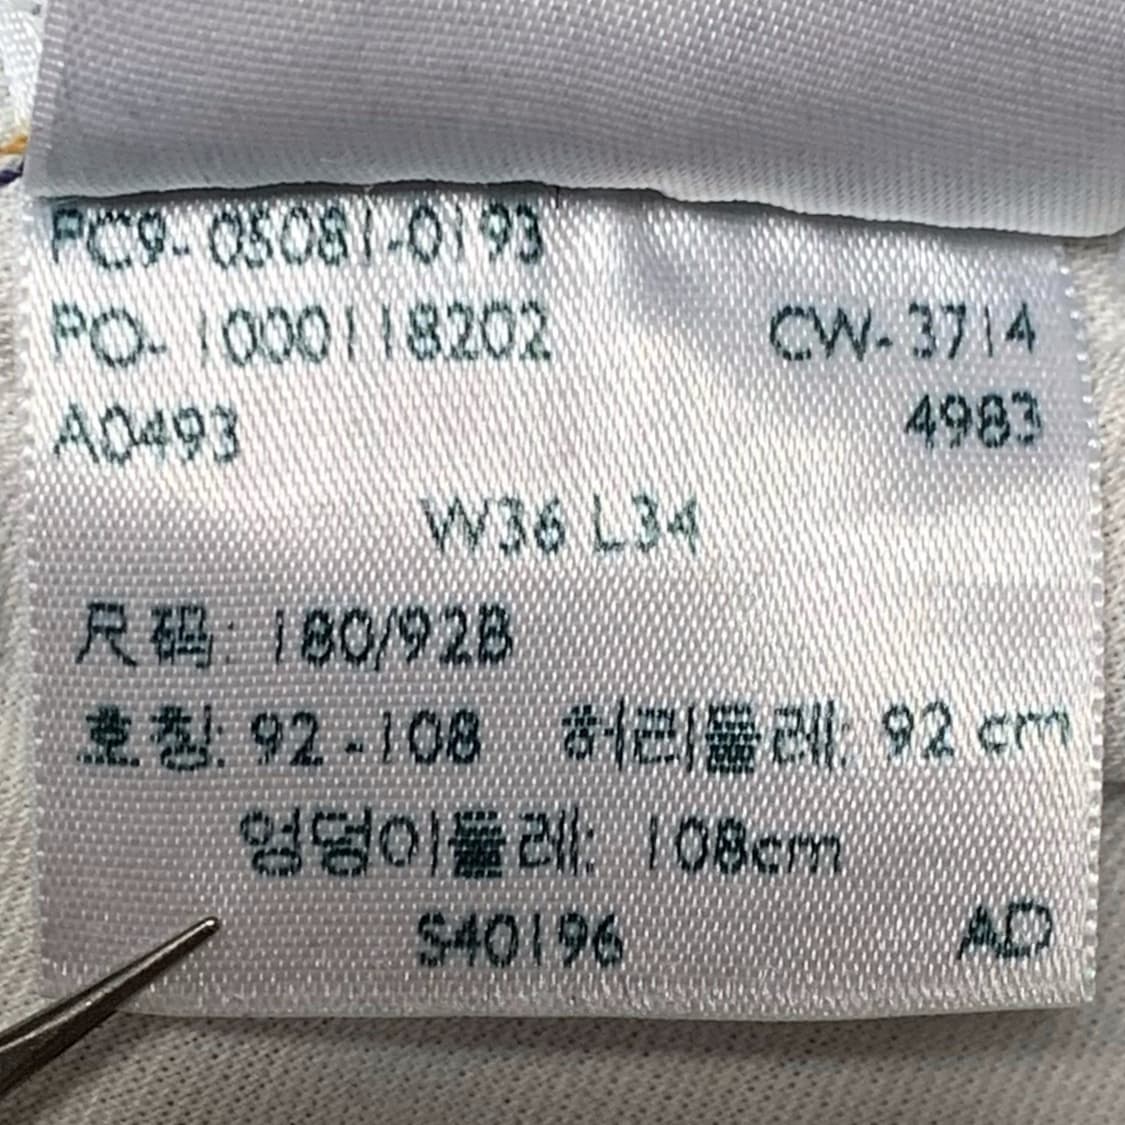 PC9-05081-0193
PO-1000118202 CW-3714
A0493 4983
W36 L34
尺码: 180/92B
호칭: 92-108 허리둘레: 92 cm
엉덩이둘레: 108cm
S40196 AD